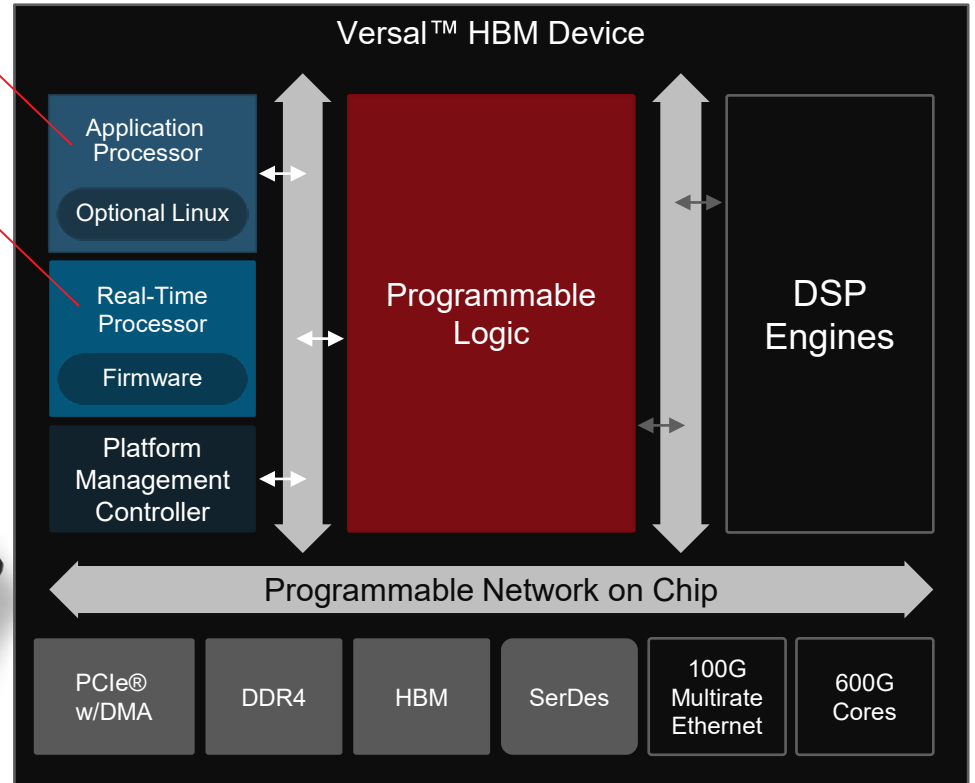 Versal™ HBM Device
Application
Processor
Optional Linux
Real-Time
Processor
Firmware
Platform
Management
Controller
Programmable
Logic
DSP
Engines
Programmable Network on Chip
PCIe®
w/DMA
DDR4
HBM
SerDes
100G
Multirate
Ethernet
600G
Cores